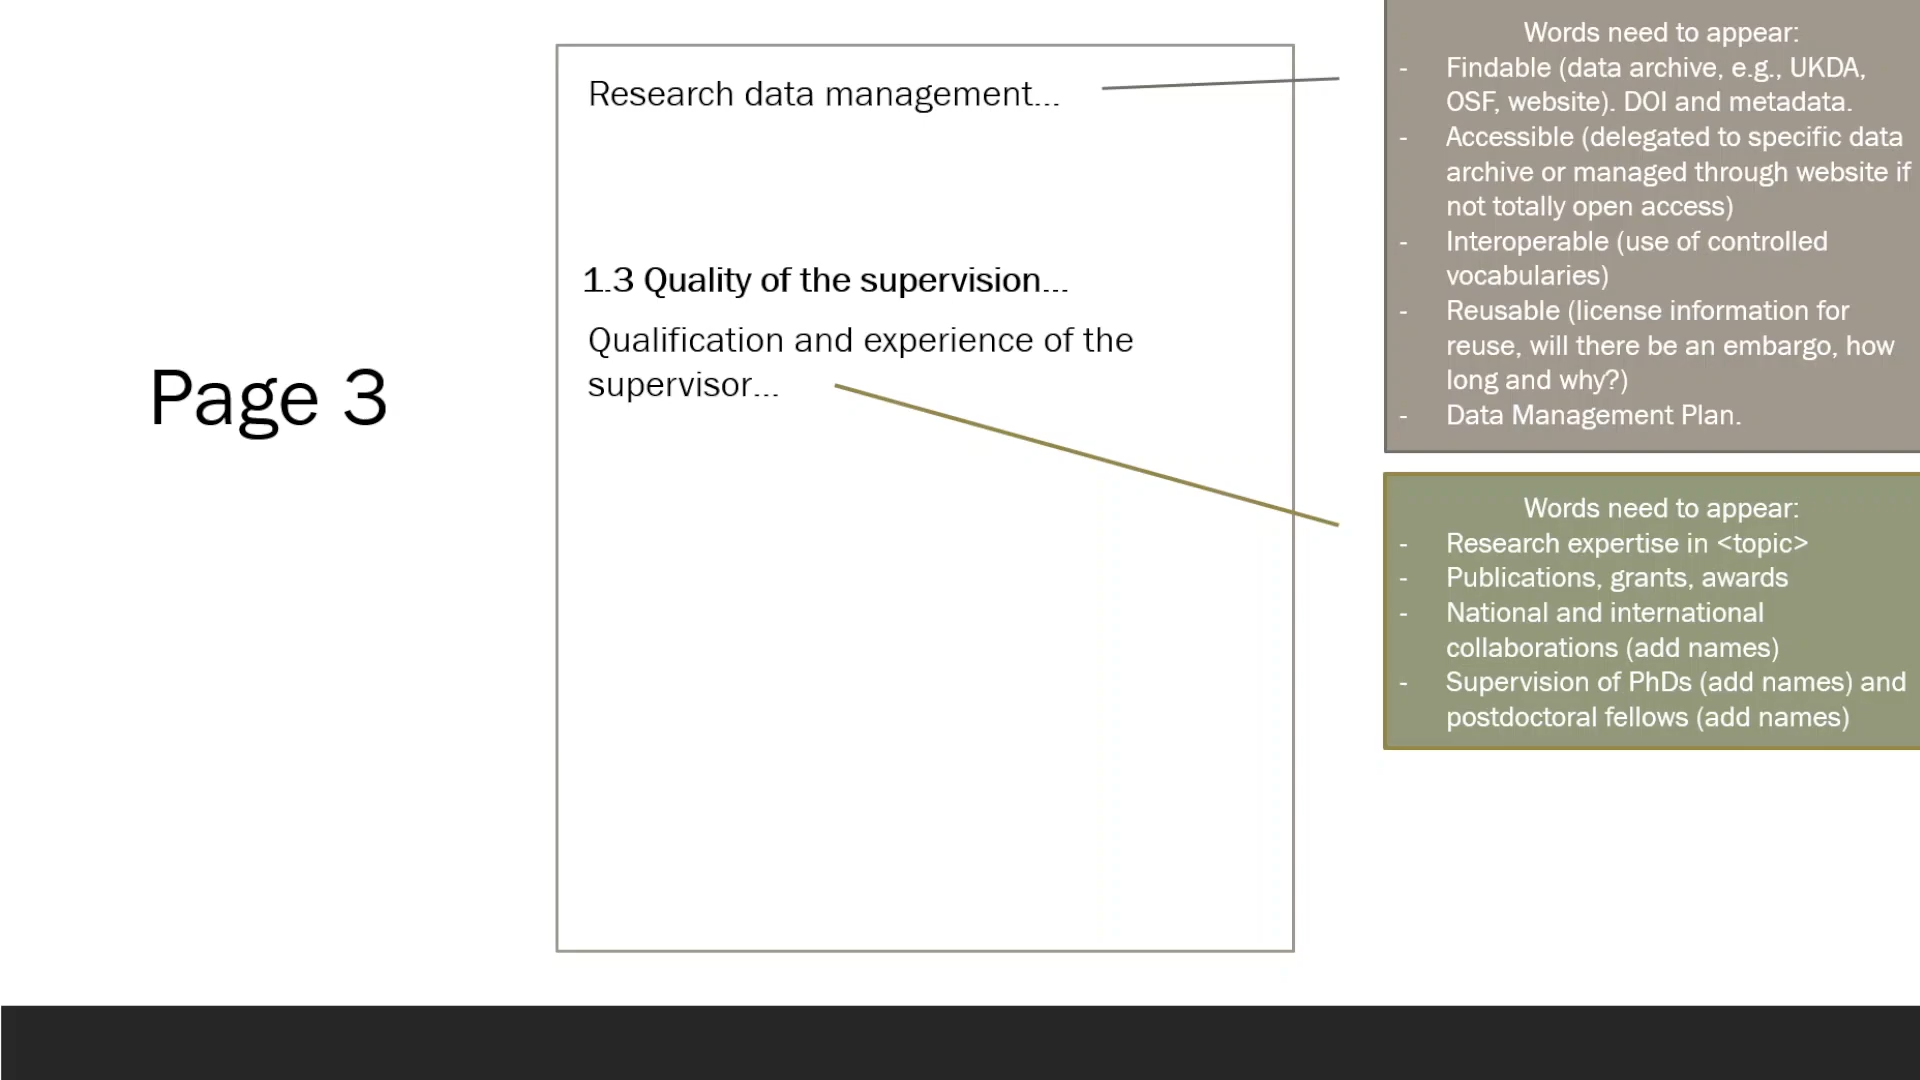 Page 3
Research data management...
1.3 Quality of the supervision...
Qualification and experience of the
supervisor...
Words need to appear:
- Findable (data archive, e.g., UKDA,
OSF, website). DOI and metadata.
- Accessible (delegated to specific data
archive or managed through website if
not totally open access)
- Interoperable (use of controlled
vocabularies)
- Reusable (license information for
reuse, will there be an embargo, how
long and why?)
- Data Management Plan.
Words need to appear:
- Research expertise in <topic>
- Publications, grants, awards
- National and international
collaborations (add names)
- Supervision of PhDs (add names) and
postdoctoral fellows (add names)